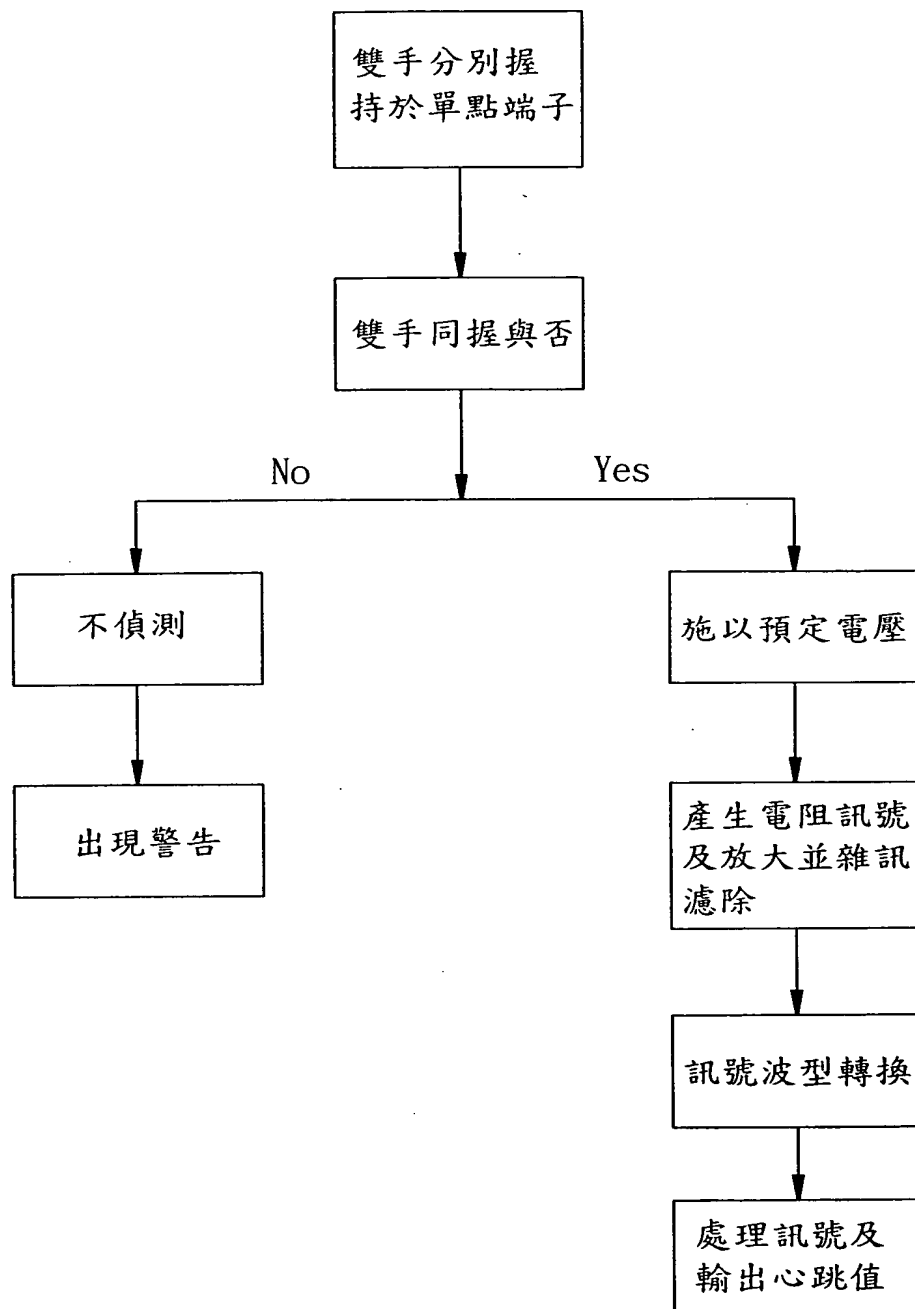 雙手分別握
持於單點端子
雙手同握與否
No
Yes
不偵測
施以預定電壓
出現警告
產生電阻訊號
及放大並雜訊
濾除
訊號波型轉換
處理訊號及
輸出心跳值